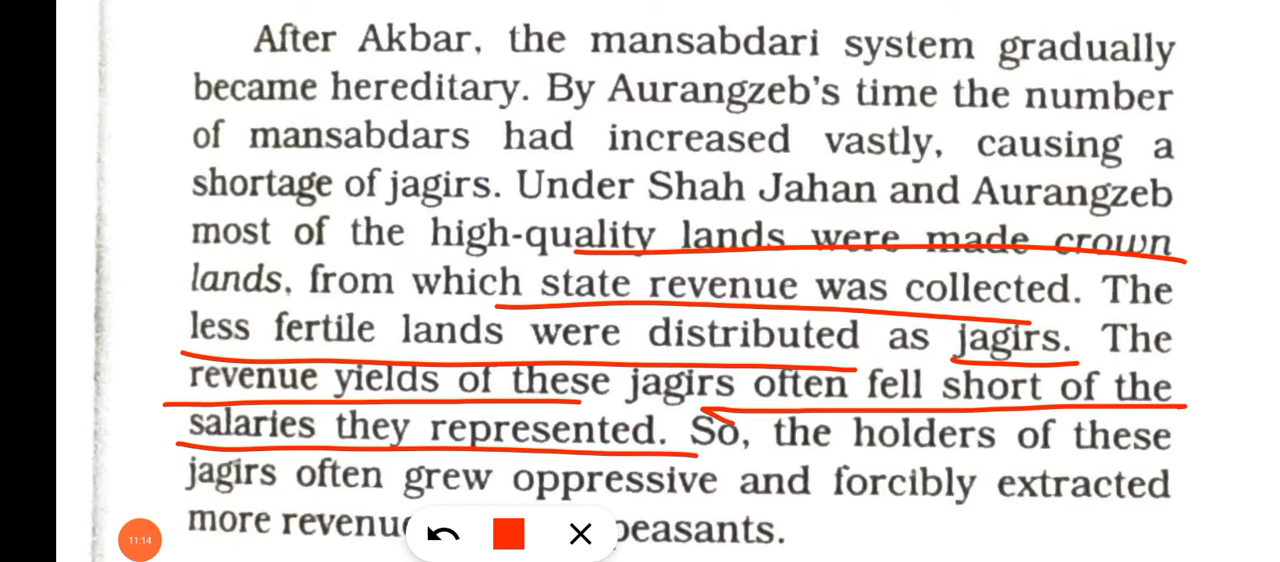 After Akbar, the mansabdari system gradually
became hereditary. By Aurangzeb's time the number
of mansabdars had increased vastly, causing a
shortage of jagirs. Under Shah Jahan and Aurangzeb
most of the high-quality lands were made crown
lands, from which state revenue was collected. The
less fertile lands were distributed as jagirs. The
revenue yields of these jagirs often fell short of the
salaries they represented. So, the holders of these
jagirs often grew oppressive and forcibly extracted
more peasants.
11:14